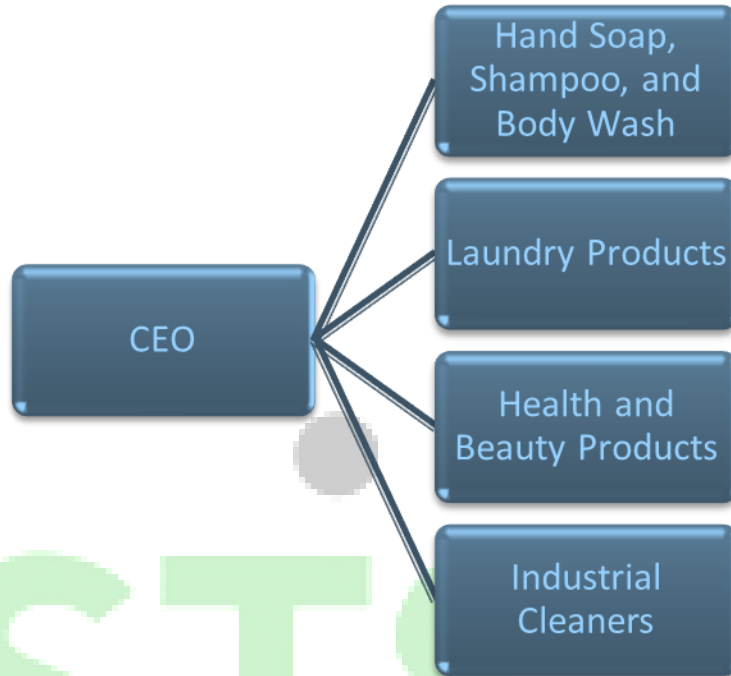 Hand Soap,
Shampoo, and
Body Wash
Laundry Products
CEO
Health and
Beauty Products
Industrial
Cleaners